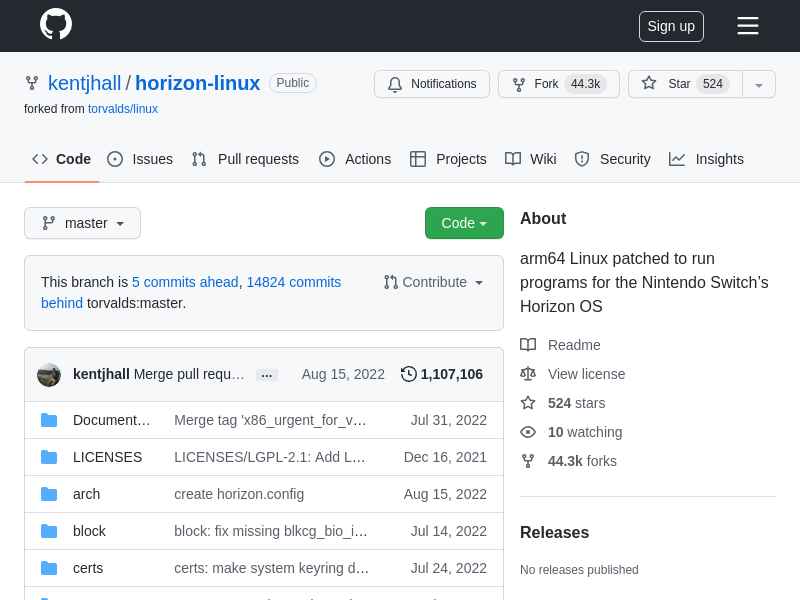 Sign up
kentjhall / horizon-linux Public
forked from torvalds/linux
Notifications
Fork 44.3k
Star 524
Code Issues Pull requests Actions Projects Wiki Security Insights
master
Code
This branch is 5 commits ahead, 14824 commits
behind torvalds:master.
Contribute
kentjhall Merge pull requ… ... Aug 15, 2022 1,107,106
Document… Merge tag 'x86_urgent_for_v… Jul 31, 2022
LICENSES LICENSES/LGPL-2.1: Add L… Dec 16, 2021
arch create horizon.config Aug 15, 2022
block block: fix missing blkcg_bio_i… Jul 14, 2022
certs certs: make system keyring d… Jul 24, 2022
About
arm64 Linux patched to run
programs for the Nintendo Switch's
Horizon OS
Readme
View license
524 stars
10 watching
44.3k forks
Releases
No releases published